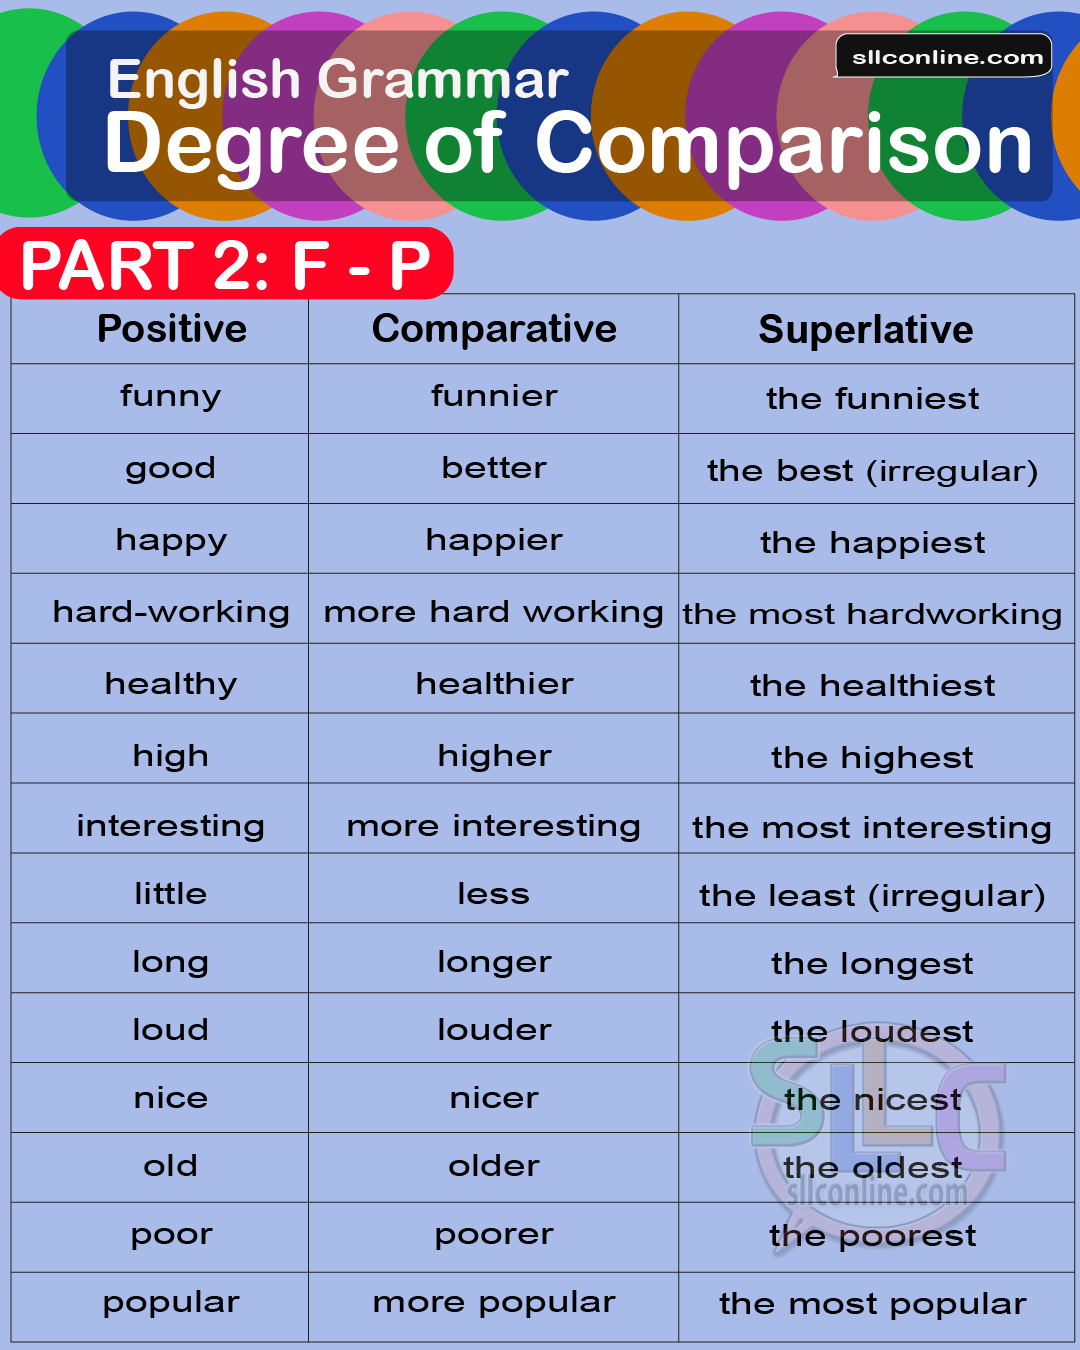 sllconline.com
English Grammar
Degree of Comparison
PART 2: F - P
Positive Comparative Superlative
funny funnier the funniest
good better the best (irregular)
happy happier the happiest
hard-working more hard working the most hardworking
healthy healthier the healthiest
high higher the highest
interesting more interesting the most interesting
little less the least (irregular)
long longer the longest
loud louder the loudest
nice nicer the nicest
old older the oldest
poor poorer the poorest
popular more popular the most popular
SLLC
sllconline.com